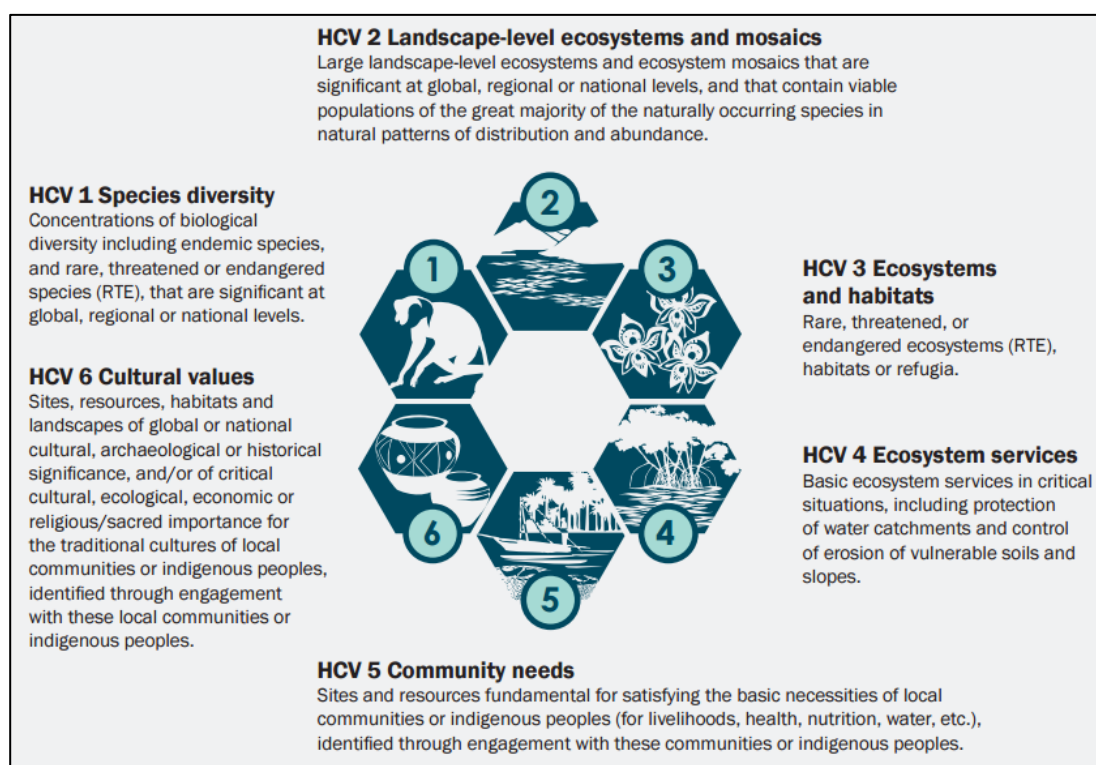 HCV 2 Landscape-level ecosystems and mosaics
Large landscape-level ecosystems and ecosystem mosaics that are
significant at global, regional or national levels, and that contain viable
populations of the great majority of the naturally occurring species in
natural patterns of distribution and abundance.
HCV 1 Species diversity
Concentrations of biological
diversity including endemic species,
and rare, threatened or endangered
species (RTE), that are significant at
global, regional or national levels.
2
1
3
HCV 3 Ecosystems
and habitats
Rare, threatened, or
endangered ecosystems (RTE),
habitats or refugia.
HCV 6 Cultural values
Sites, resources, habitats and
landscapes of global or national
cultural, archaeological or historical
significance, and/or of critical
cultural, ecological, economic or
religious/sacred importance for
the traditional cultures of local
communities or indigenous peoples,
identified through engagement
with these local communities or
indigenous peoples.
6
4
5
HCV 4 Ecosystem services
Basic ecosystem services in critical
situations, including protection
of water catchments and control
of erosion of vulnerable soils and
slopes.
HCV 5 Community needs
Sites and resources fundamental for satisfying the basic necessities of local
communities or indigenous peoples (for livelihoods, health, nutrition, water, etc.),
identified through engagement with these communities or indigenous peoples.